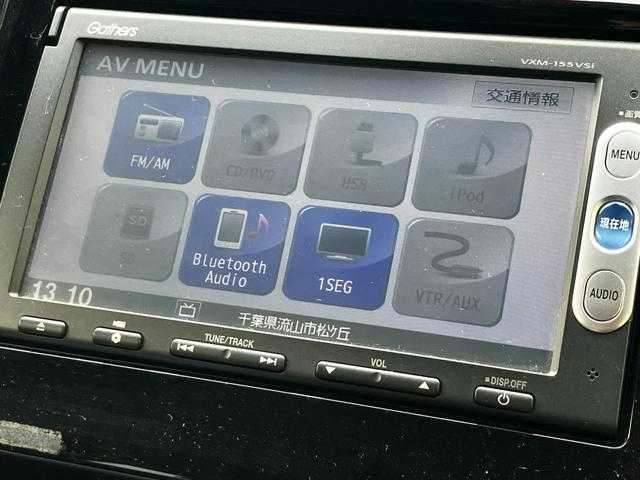 Gathers
VXM-155VSi
AV MENU
交通情報
FM/AM
CD/DVD
USB
iPod
SD
Bluetooth
Audio
1SEG
VTR/AUX
13 10
千葉県流山市松ケ丘
MENU
現在地
AUDIO
TUNE/TRACK
VOL
DISP.OFF